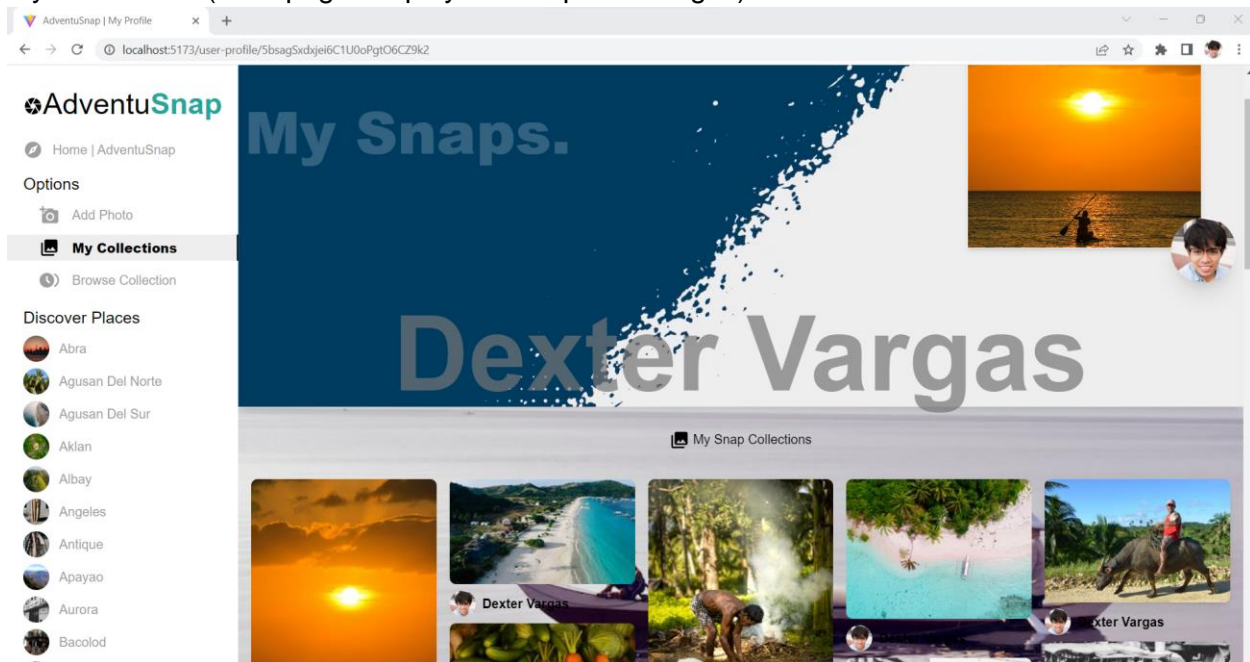 AdventuSnap | My Profile
localhost:5173/user-profile/5bsagSxdxjei6C1U0oPgtO6CZ9k2
AdventuSnap
Home | AdventuSnap
Options
Add Photo
My Collections
Browse Collection
Discover Places
Abra
Agusan Del Norte
Agusan Del Sur
Aklan
Albay
Angeles
Antique
Apayao
Aurora
Bacolod
My Snaps.
Dexter Vargas
My Snap Collections
Dexter Vargas
Dexter Vargas